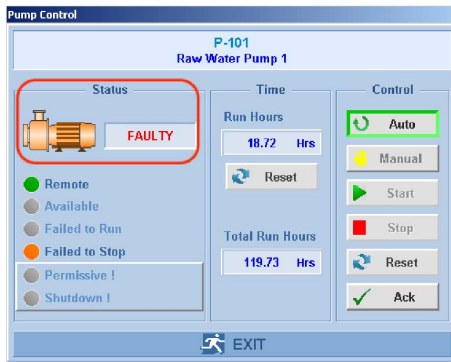 Pump Control
P-101
Raw Water Pump 1
Status
FAULTY
Remote
Available
Failed to Run
Failed to Stop
Permissive !
Shutdown !
Time
Run Hours
18.72 Hrs
Reset
Total Run Hours
119.73 Hrs
Control
Auto
Manual
Start
Stop
Reset
Ack
EXIT